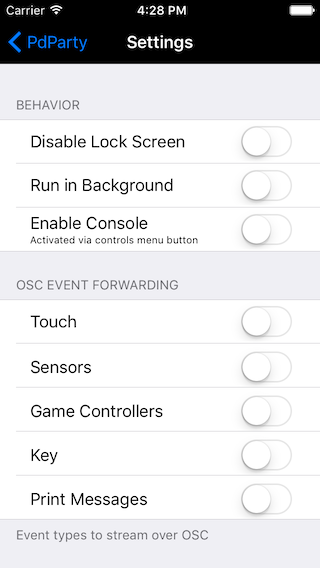 Carrier 4:28 PM
PdParty Settings
BEHAVIOR
Disable Lock Screen
Run in Background
Enable Console
Activated via controls menu button
OSC EVENT FORWARDING
Touch
Sensors
Game Controllers
Key
Print Messages
Event types to stream over OSC